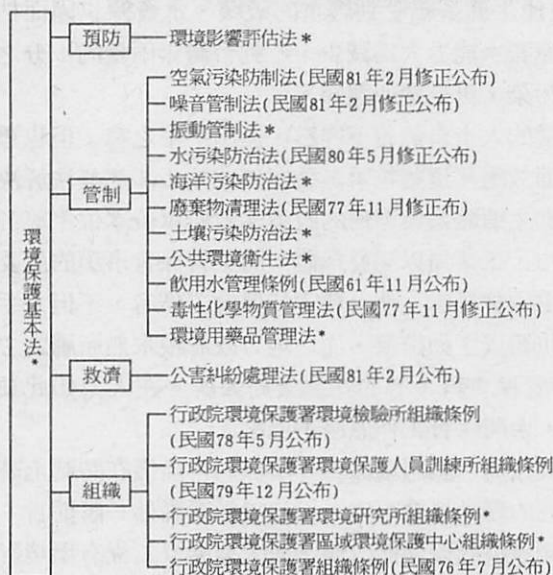 環境保護基本法*
預防
環境影響評估法*
管制
空氣污染防制法(民國81年2月修正公布)
噪音管制法(民國81年2月修正公布)
振動管制法*
水污染防治法(民國80年5月修正公布)
海洋污染防治法*
廢棄物清理法(民國77年11月修正公布)
土壤污染防治法*
公共環境衛生法*
飲用水管理條例(民國61年11月公布)
毒性化學物質管理法(民國77年11月修正公布)
環境用藥品管理法*
救濟
公害糾紛處理法(民國81年2月公布)
組織
行政院環境保護署環境檢驗所組織條例
(民國78年5月公布)
行政院環境保護署環境保護人員訓練所組織條例
(民國79年12月公布)
行政院環境保護署環境研究所組織條例*
行政院環境保護署區域環境保護中心組織條例*
行政院環境保護署組織條例(民國76年7月公布)